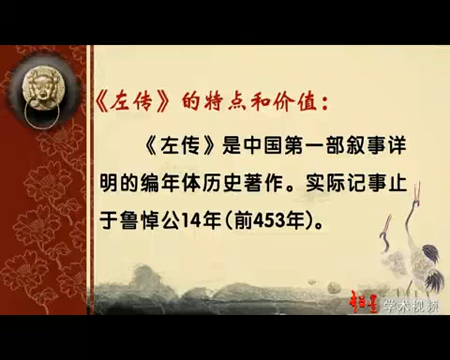 《左传》的特点和价值：
《左传》是中国第一部叙事详
明的编年体历史著作。实际记事止
于鲁悼公14年(前453年)。
学术视频